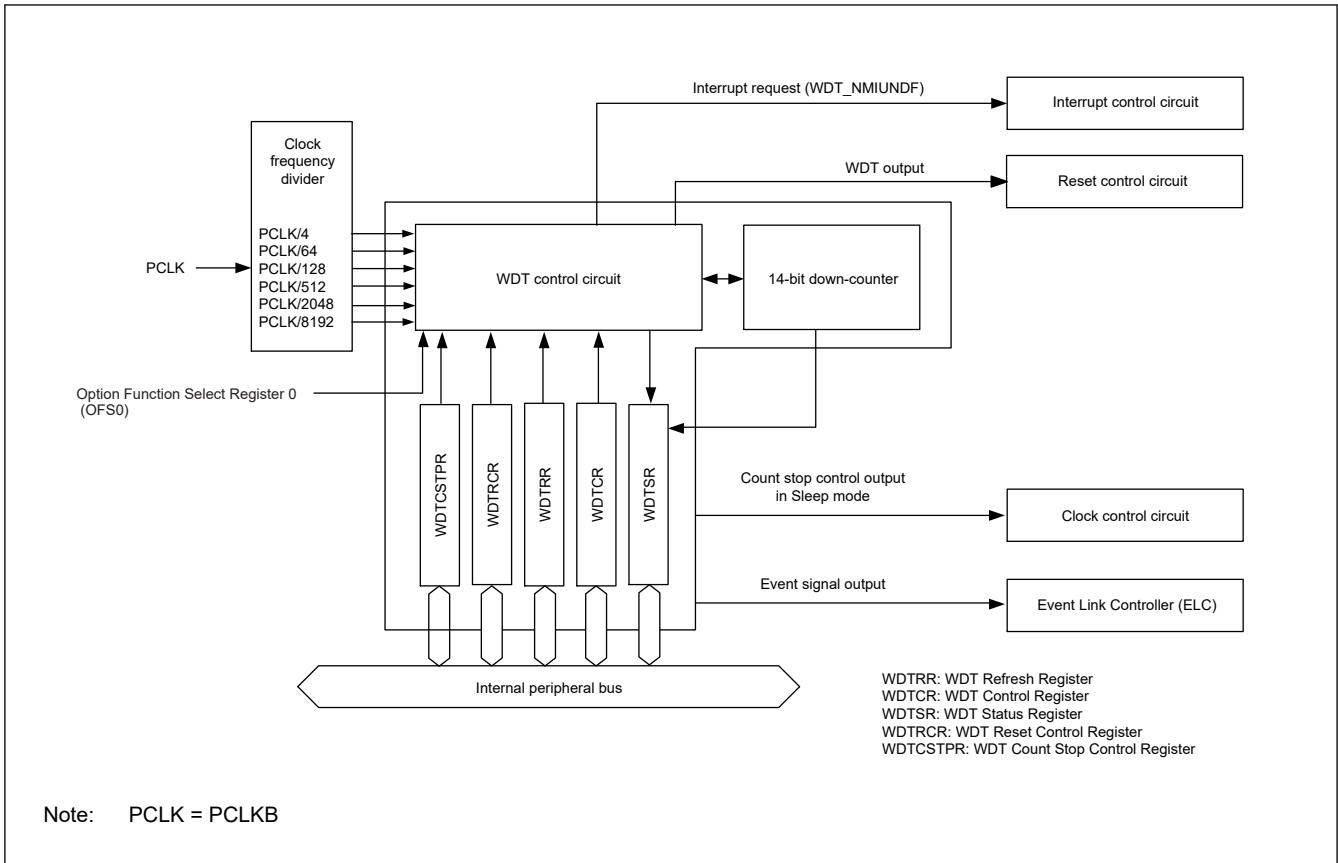 Interrupt request (WDT_NMIUNDF)
Interrupt control circuit
WDT output
Reset control circuit
Clock
frequency
divider
PCLK/4
PCLK/64
PCLK/128
PCLK/512
PCLK/2048
PCLK/8192
PCLK
WDT control circuit
14-bit down-counter
Option Function Select Register 0
(OFS0)
WDTCSTPR
WDTRCR
WDTRR
WDTCR
WDTSR
Count stop control output
in Sleep mode
Clock control circuit
Event signal output
Event Link Controller (ELC)
Internal peripheral bus
WDTRR: WDT Refresh Register
WDTCR: WDT Control Register
WDTSR: WDT Status Register
WDTRCR: WDT Reset Control Register
WDTCSTPR: WDT Count Stop Control Register
Note: PCLK = PCLKB